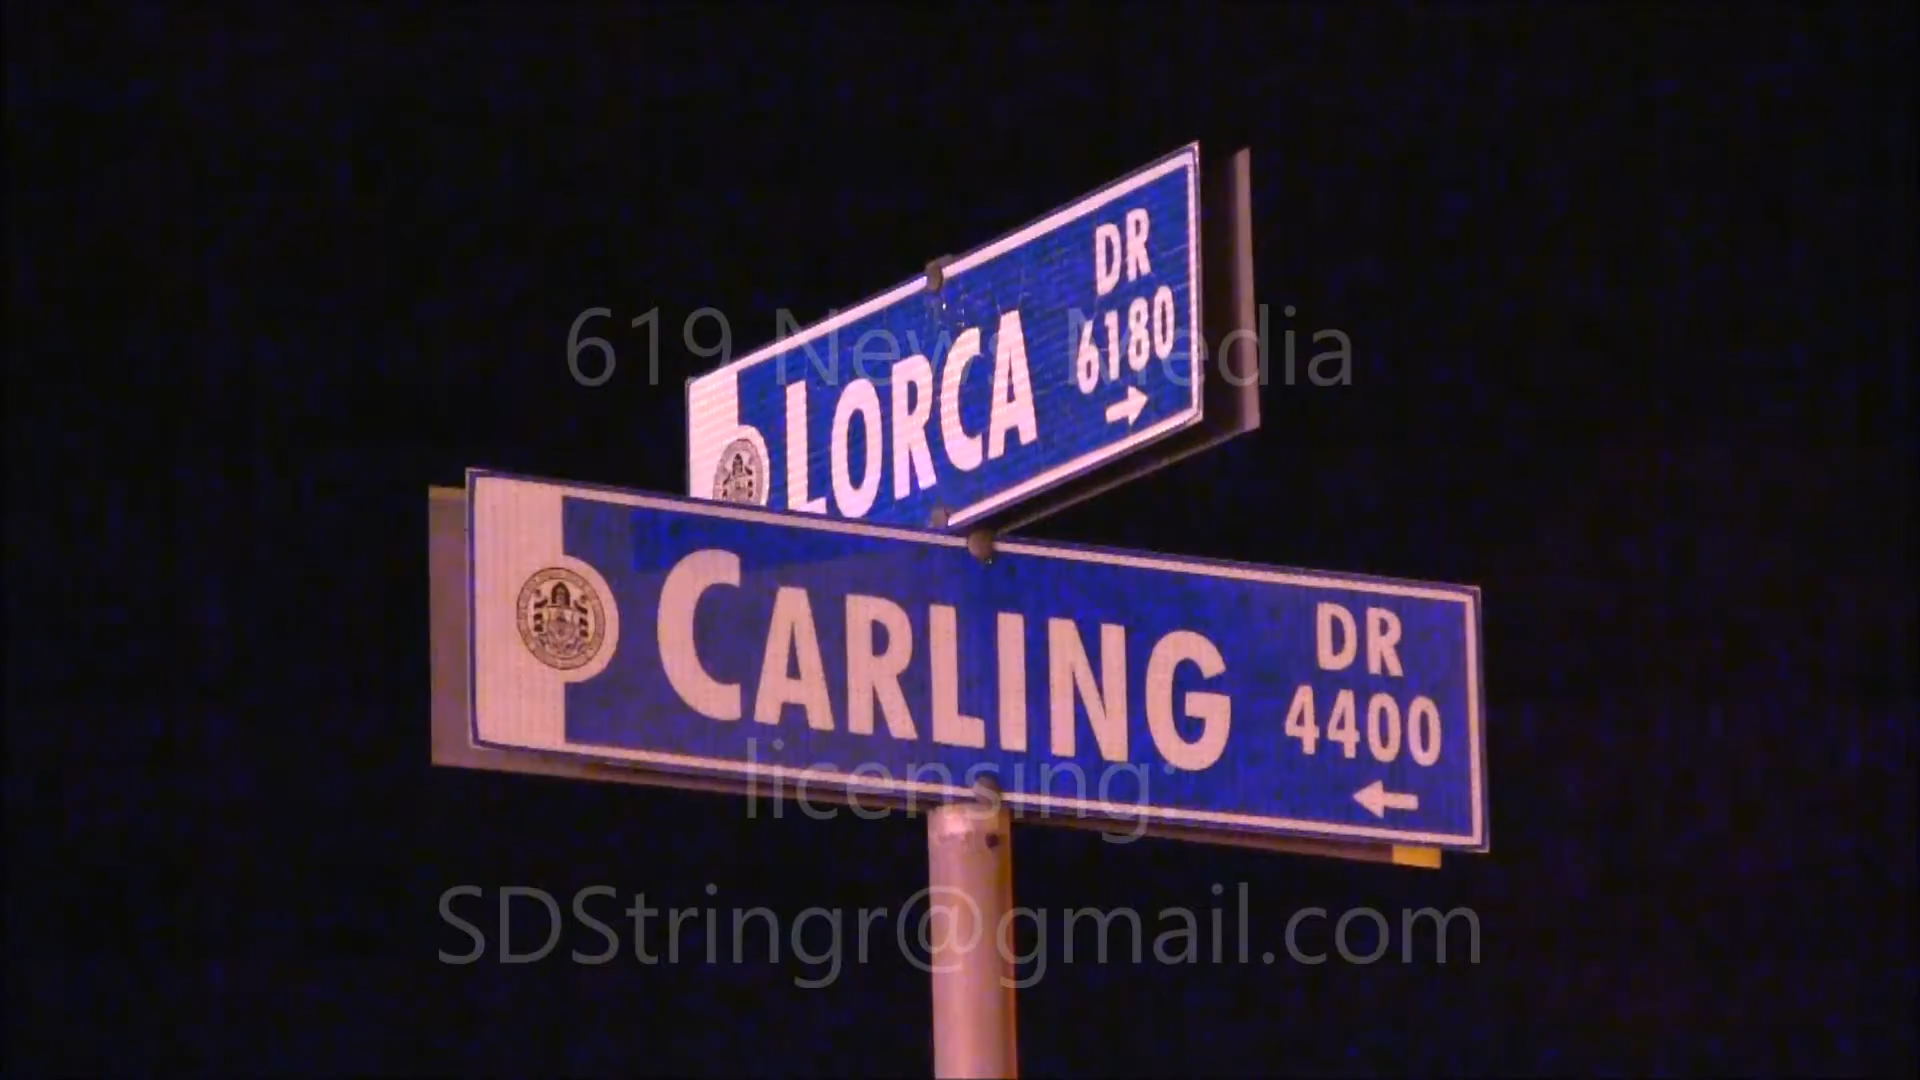 DR
6180
LORCA
→
CARLING
DR
4400
←
619 News Media
licensing:
SDStringr@gmail.com